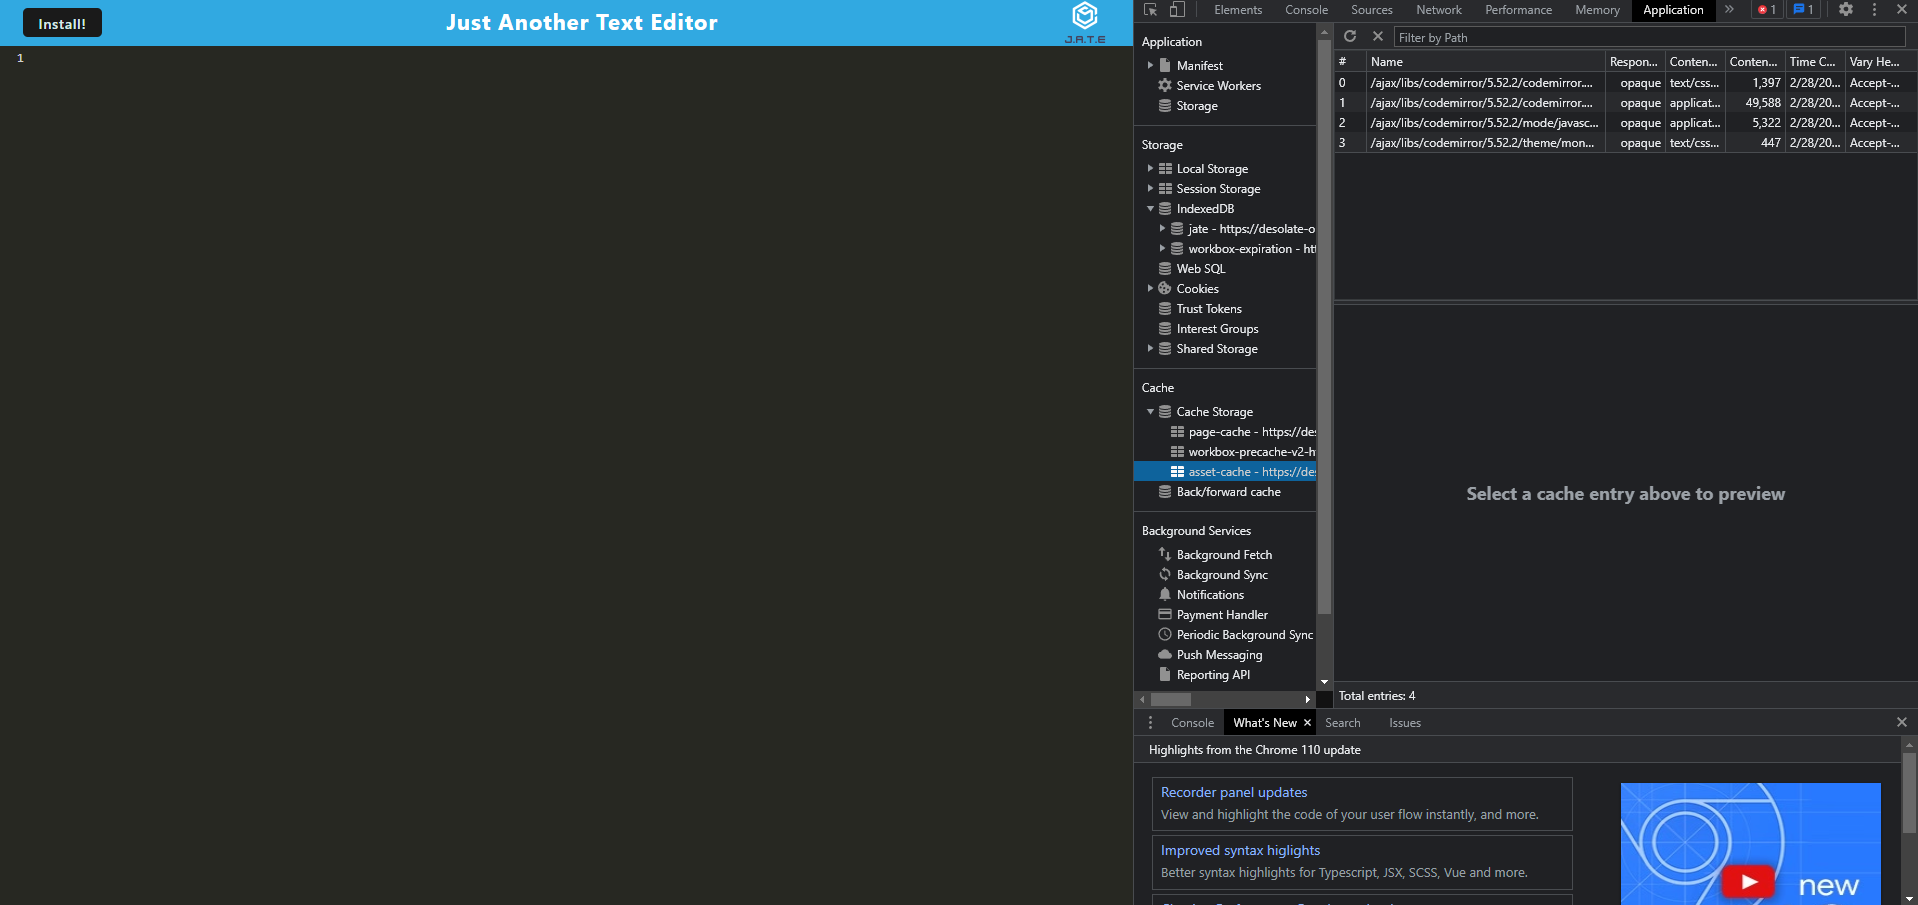 Install!
Just Another Text Editor
J.A.T.E
1
Elements Console Sources Network Performance Memory Application » 1 1
Application
Manifest
Service Workers
Storage
Storage
Local Storage
Session Storage
IndexedDB
jate - https://desolate-o
workbox-expiration - htt
Web SQL
Cookies
Trust Tokens
Interest Groups
Shared Storage
Cache
Cache Storage
page-cache - https://des
workbox-precache-v2-h
asset-cache - https://des
Back/forward cache
Background Services
Background Fetch
Background Sync
Notifications
Payment Handler
Periodic Background Sync
Push Messaging
Reporting API
Filter by Path
# Name Respon... Conten... Conten... Time C... Vary He...
0 /ajax/libs/codemirror/5.52.2/codemirror.... opaque text/css... 1,397 2/28/20... Accept-...
1 /ajax/libs/codemirror/5.52.2/codemirror.... opaque applicat... 49,588 2/28/20... Accept-...
2 /ajax/libs/codemirror/5.52.2/mode/javasc... opaque applicat... 5,322 2/28/20... Accept-...
3 /ajax/libs/codemirror/5.52.2/theme/mon... opaque text/css... 447 2/28/20... Accept-...
Select a cache entry above to preview
Total entries: 4
Console What's New × Search Issues
Highlights from the Chrome 110 update
Recorder panel updates
View and highlight the code of your user flow instantly, and more.
Improved syntax higlights
Better syntax highlights for Typescript, JSX, SCSS, Vue and more.
new